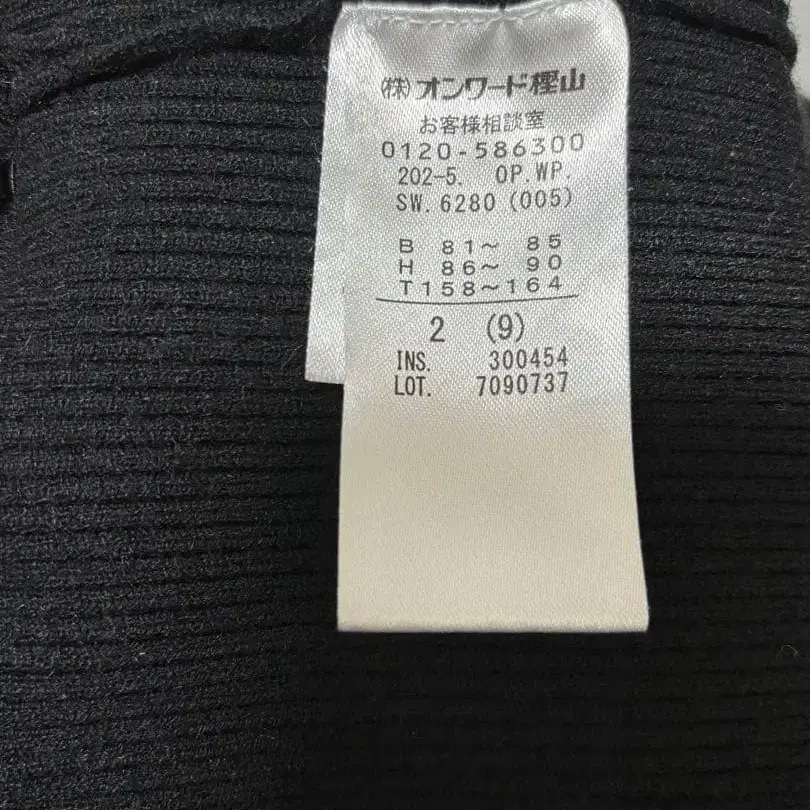 (株)オンワード樫山
お客様相談室
0120-586300
202-5. OP.WP.
SW.6280(005)
B 81〜 85
H 86〜 90
T158〜164
2 (9)
INS. 300454
LOT. 7090737